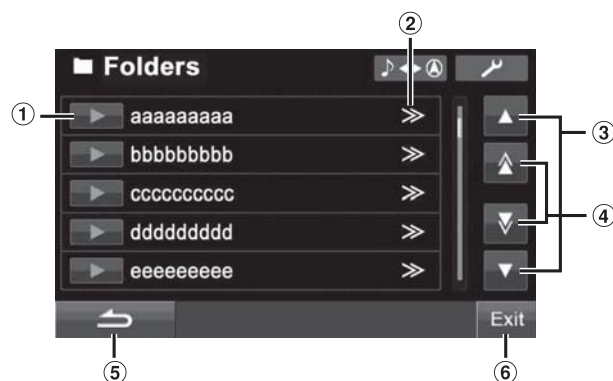 ②
Folders
① aaaaaaaaa ③
bbbbbbbbb
cccccccccc ④
ddddddddd
eeeeeeeee
Exit
⑤ ⑥